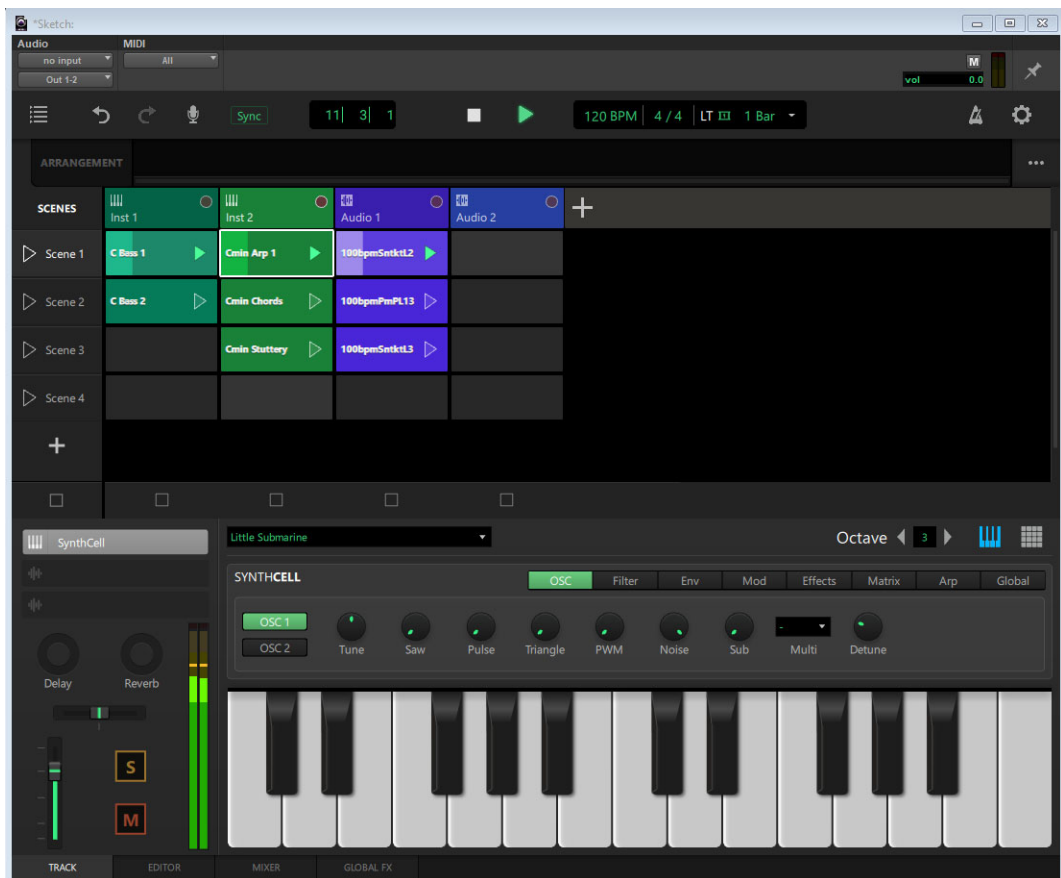 *Sketch:
Audio MIDI
no input All
Out 1-2
M
vol 0.0
Sync 11 3 1 120 BPM 4 / 4 LT 1 Bar
ARRANGEMENT
SCENES Inst 1 Inst 2 Audio 1 Audio 2
Scene 1 C Bass 1 Cmin Arp 1 100bpmSntktL2
Scene 2 C Bass 2 Cmin Chords 100bpmPmPL13
Scene 3 Cmin Stuttery 100bpmSntktL3
Scene 4
SynthCell Little Submarine Octave 3
SYNTHCELL OSC Filter Env Mod Effects Matrix Arp Global
OSC 1
OSC 2 Tune Saw Pulse Triangle PWM Noise Sub - Multi Detune
Delay Reverb
S
M
TRACK EDITOR MIXER GLOBAL FX